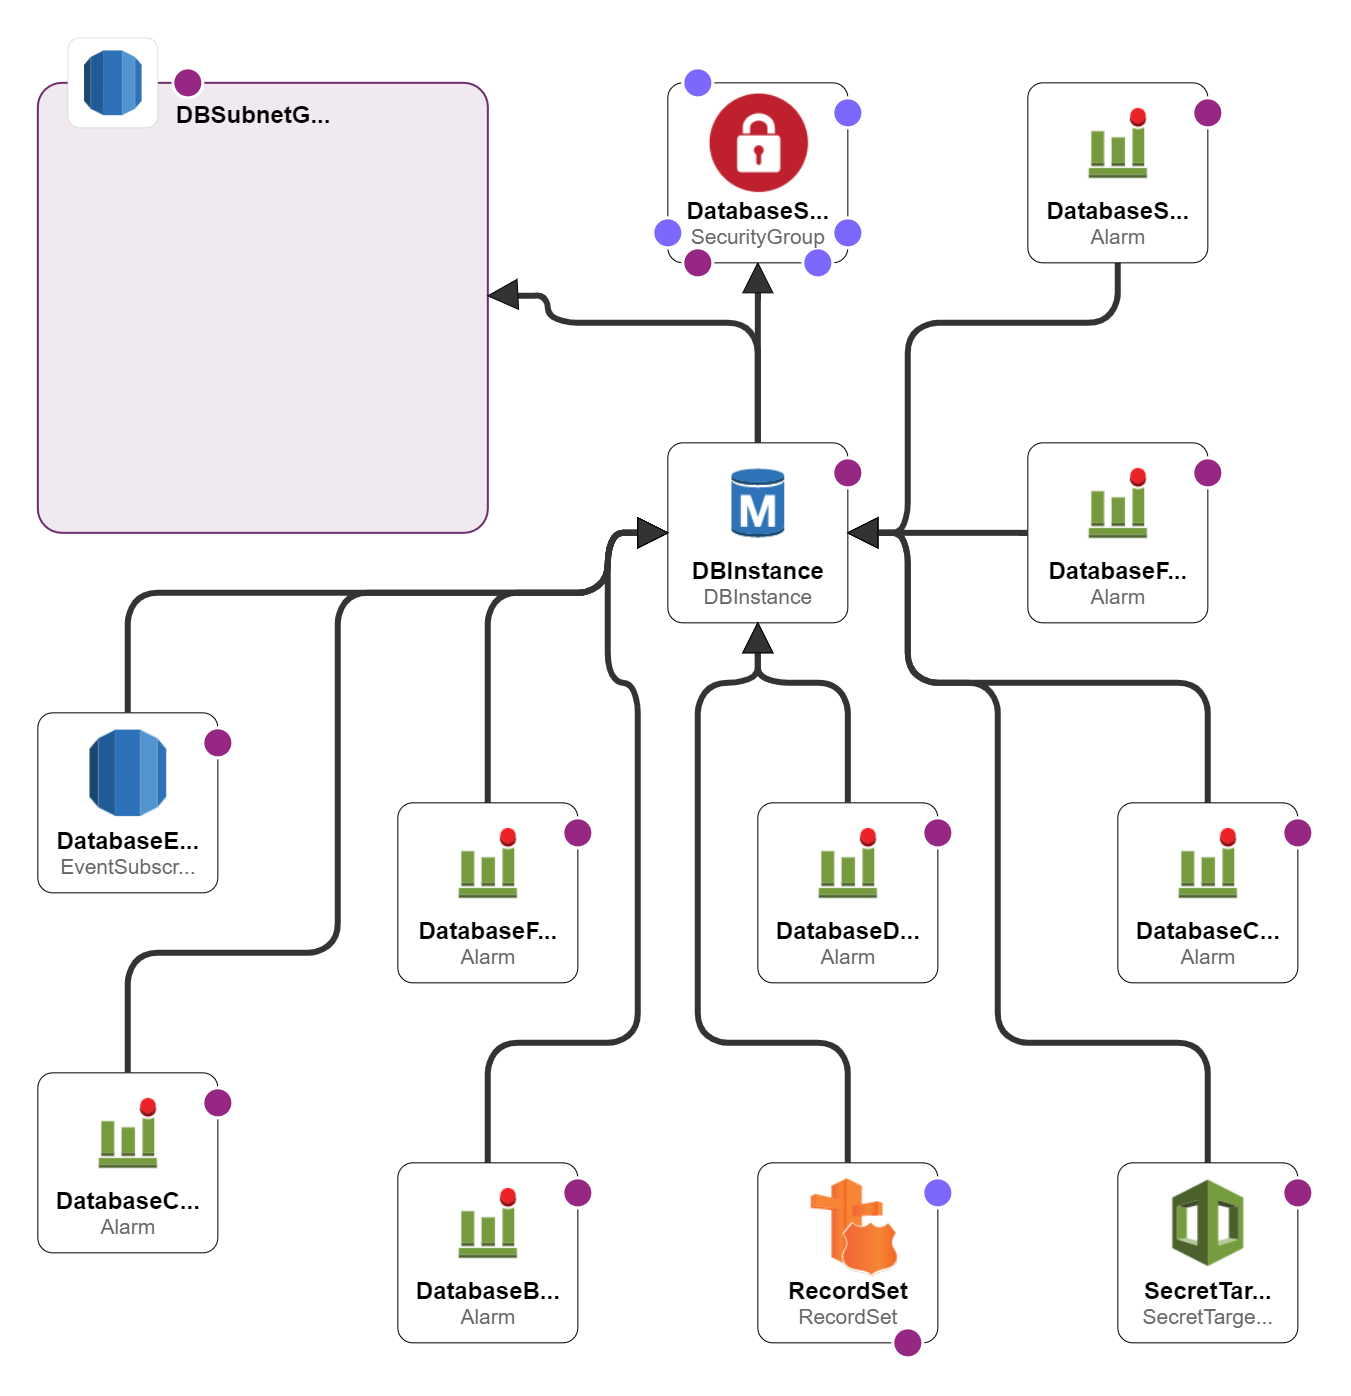 DBSubnetG...
DatabaseS...
SecurityGroup
DatabaseS...
Alarm
M
DBInstance
DBInstance
DatabaseF...
Alarm
DatabaseE...
EventSubscr...
DatabaseF...
Alarm
DatabaseD...
Alarm
DatabaseC...
Alarm
DatabaseC...
Alarm
DatabaseB...
Alarm
RecordSet
RecordSet
SecretTar...
SecretTarge...